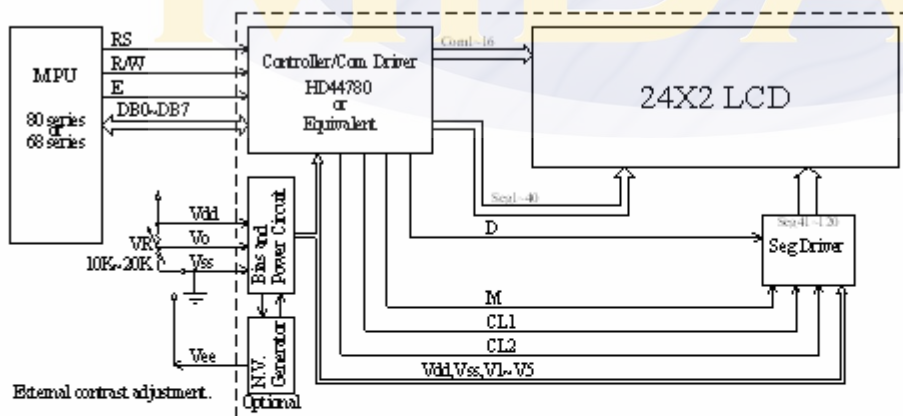 MPU
80 series
or
68 series
RS
R/W
E
DB0~DB7
Controller/Com Driver
HD44780
or
Equivalent
Com1~16
24X2 LCD
Seg1~40
D
Seg41~120
Seg Driver
Vdd
Vo
Vss
VR
10K~20K
Bias and
Power Circuit
M
CL1
CL2
Vdd,Vss,V1~V5
Vee
N.V.
Generator
Optional
External contrast adjustment.